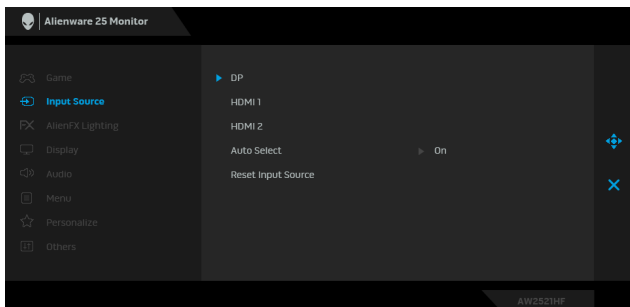 Alienware 25 Monitor
Game
Input Source
AlienFX Lighting
Display
Audio
Menu
Personalize
Others
DP
HDMI 1
HDMI 2
Auto Select On
Reset Input Source
AW2521HF